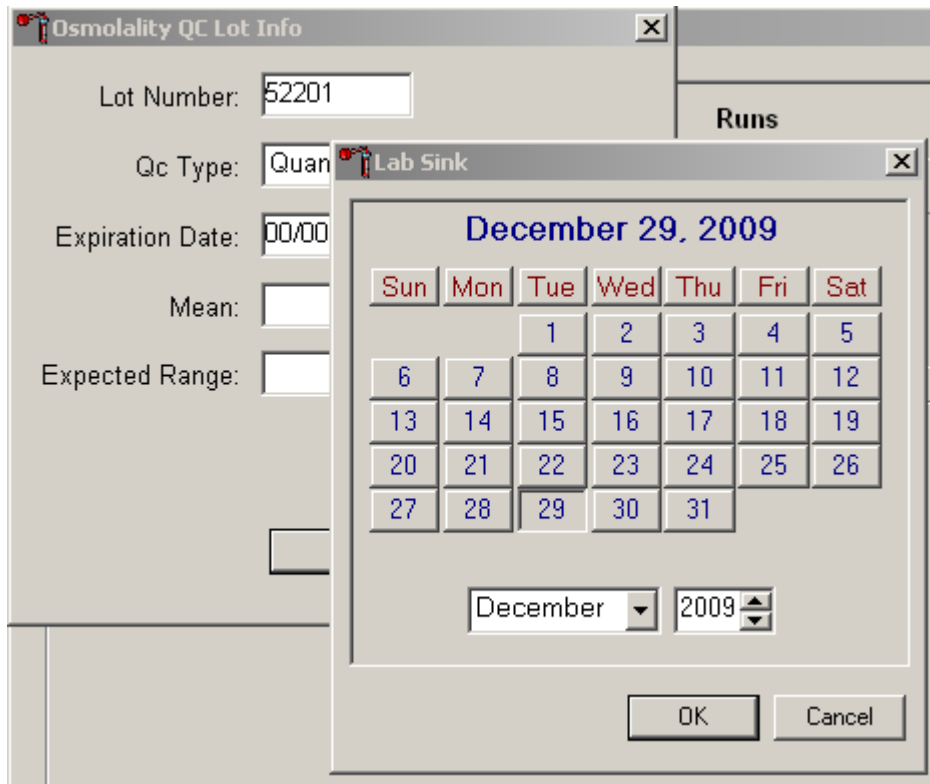 Osmolality QC Lot Info
Lot Number: 52201
Runs
Qc Type: Quan
Expiration Date: 00/00
Mean:
Expected Range:
Lab Sink
December 29, 2009
Sun Mon Tue Wed Thu Fri Sat
1 2 3 4 5
6 7 8 9 10 11 12
13 14 15 16 17 18 19
20 21 22 23 24 25 26
27 28 29 30 31
December 2009
OK Cancel